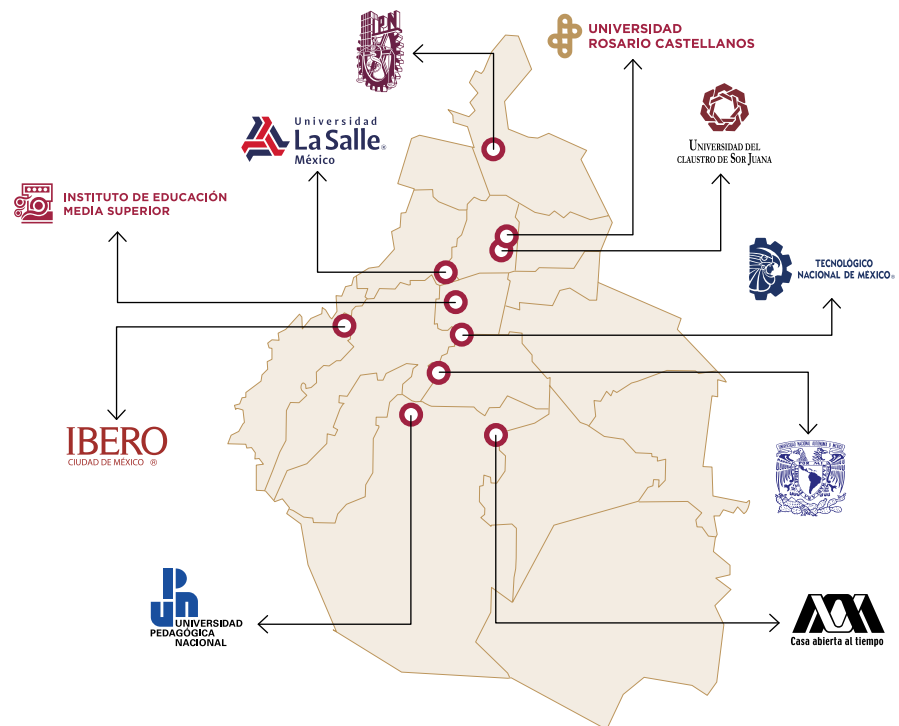 IPN
UNIVERSIDAD
ROSARIO CASTELLANOS
Universidad
La Salle®
México
UNIVERSIDAD DEL
CLAUSTRO DE SOR JUANA
INSTITUTO DE EDUCACIÓN
MEDIA SUPERIOR
TECNOLÓGICO
NACIONAL DE MÉXICO®
IBERO
CIUDAD DE MÉXICO ®
UNIVERSIDAD
PEDAGÓGICA
NACIONAL
Casa abierta al tiempo